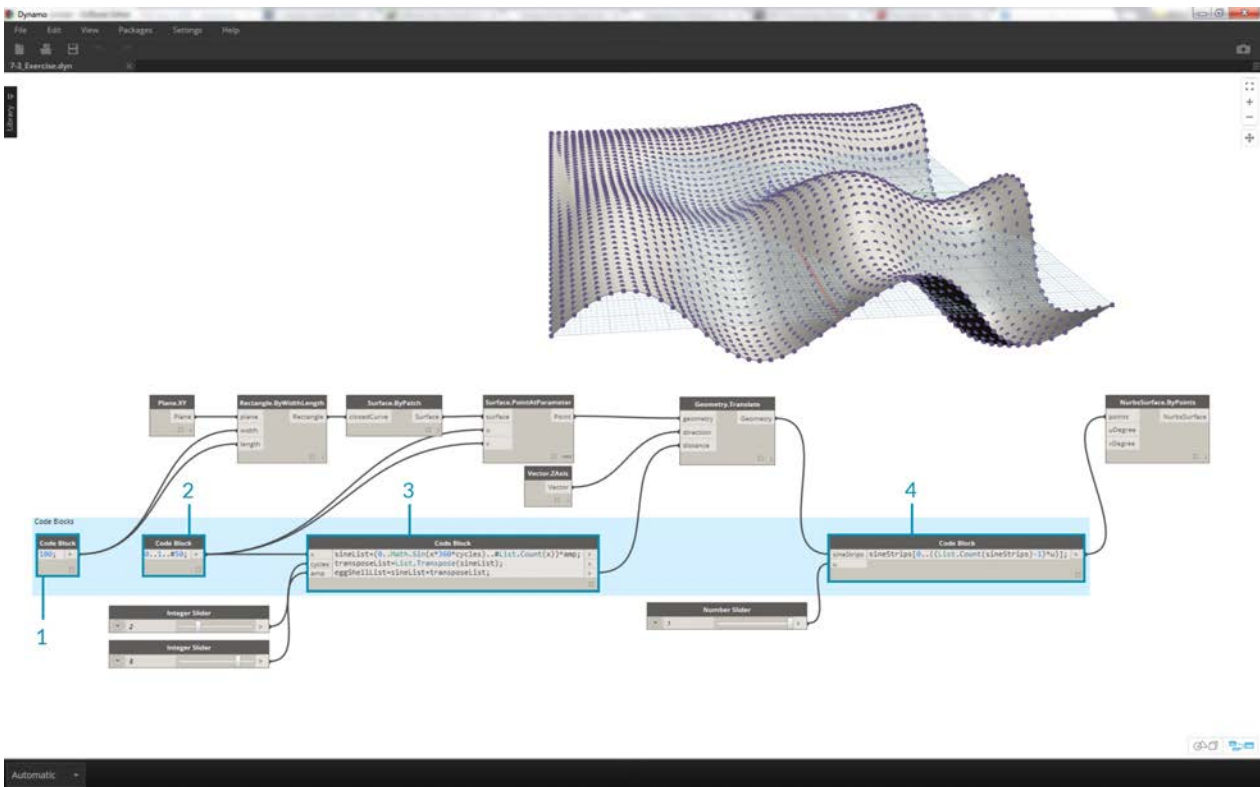 Dynamo
File Edit View Packages Settings Help
7-3_Exercise.dyn
Library
Plane.XY
Plane
Rectangle.ByWidthLength
plane Rectangle
width
length
Surface.ByPatch
closedCurve Surface
Surface.PointAtParameter
surface Point
u
v
Vector.ZAxis
Vector
Geometry.Translate
geometry Geometry
direction
distance
NurbsSurface.ByPoints
points NurbsSurface
uDegree
vDegree
2
3
4
Code Blocks
Code Block
100;
Code Block
0..1..#50;
Code Block
x sineList=(0..Math.Sin(x*360*cycles)..#List.Count(x))*amp;
cycles transposeList=List.Transpose(sineList);
amp eggShellList=sineList+transposeList;
Code Block
sineStrips sineStrips[0..((List.Count(sineStrips)-1)*u)];
u
1
Integer Slider
2
Integer Slider
8
Number Slider
1
Automatic